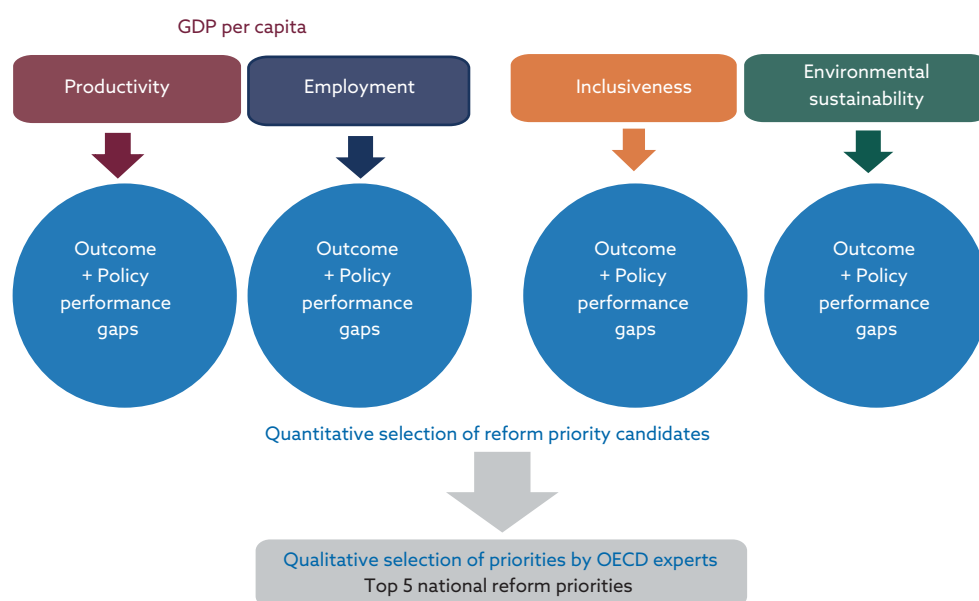 GDP per capita
Productivity
Employment
Inclusiveness
Environmental
sustainability
Outcome
+ Policy
performance
gaps
Outcome
+ Policy
performance
gaps
Outcome
+ Policy
performance
gaps
Outcome
+ Policy
performance
gaps
Quantitative selection of reform priority candidates
Qualitative selection of priorities by OECD experts
Top 5 national reform priorities